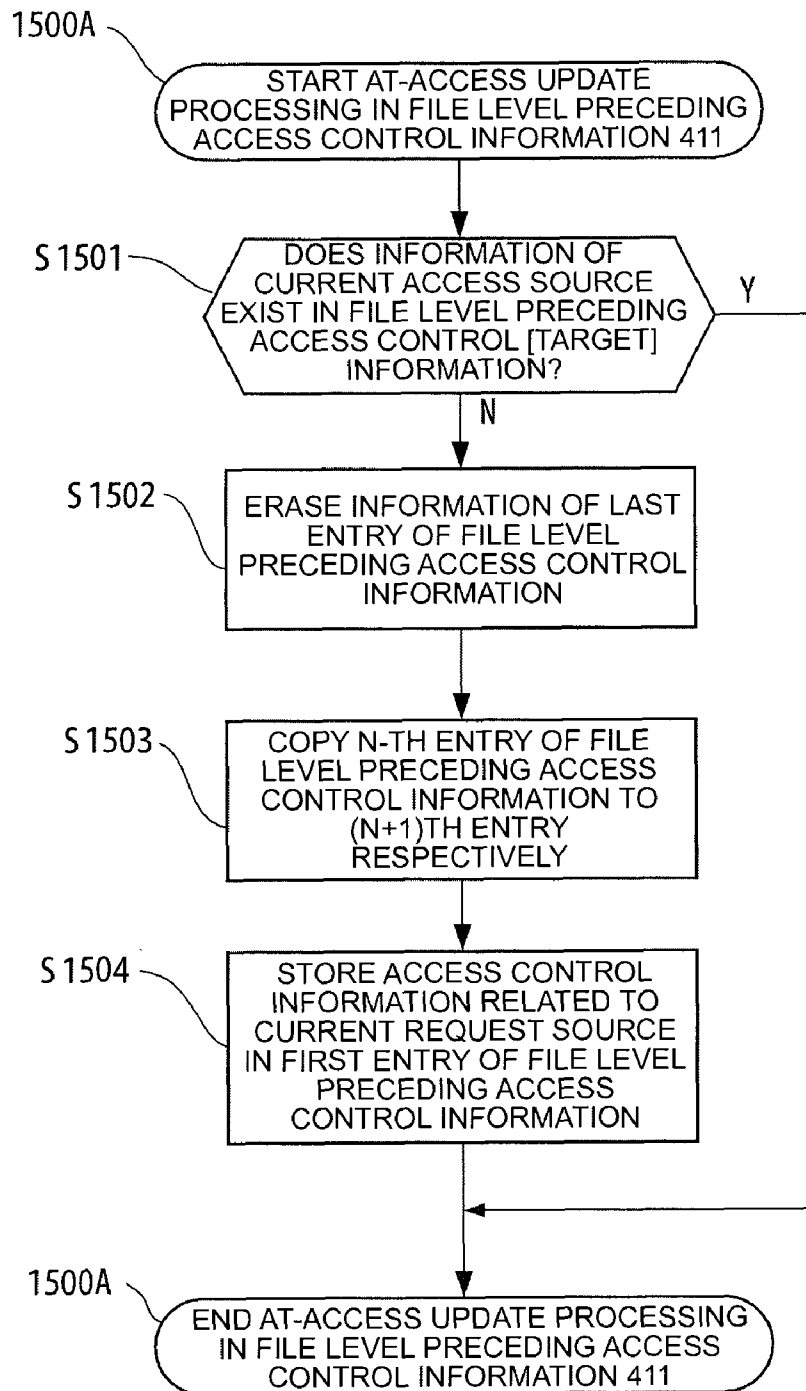 1500A
START AT-ACCESS UPDATE
PROCESSING IN FILE LEVEL PRECEDING
ACCESS CONTROL INFORMATION 411
S1501
DOES INFORMATION OF
CURRENT ACCESS SOURCE
EXIST IN FILE LEVEL PRECEDING
ACCESS CONTROL [TARGET]
INFORMATION?
Y
N
S1502
ERASE INFORMATION OF LAST
ENTRY OF FILE LEVEL
PRECEDING ACCESS CONTROL
INFORMATION
S1503
COPY N-TH ENTRY OF FILE
LEVEL PRECEDING ACCESS
CONTROL INFORMATION TO
(N+1)TH ENTRY
RESPECTIVELY
S1504
STORE ACCESS CONTROL
INFORMATION RELATED TO
CURRENT REQUEST SOURCE
IN FIRST ENTRY OF FILE LEVEL
PRECEDING ACCESS
CONTROL INFORMATION
1500A
END AT-ACCESS UPDATE PROCESSING
IN FILE LEVEL PRECEDING ACCESS
CONTROL INFORMATION 411